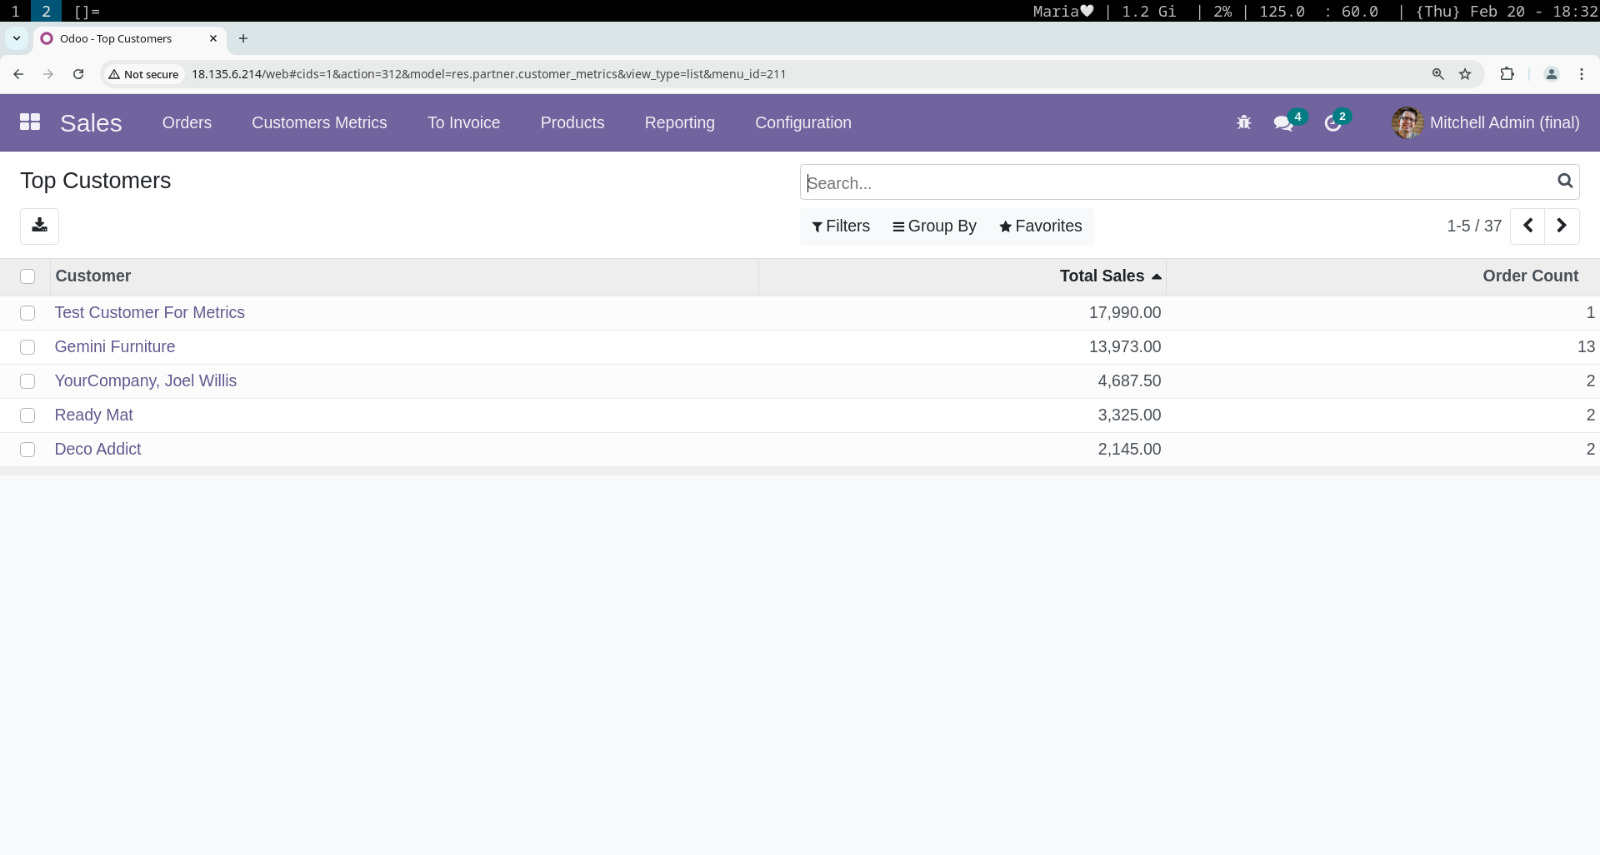 1 2 []= Maria🤍 | 1.2 Gi | 2% | 125.0 : 60.0 | {Thu} Feb 20 - 18:32
Odoo - Top Customers
Not secure 18.135.6.214/web#cids=1&action=312&model=res.partner.customer_metrics&view_type=list&menu_id=211
Sales Orders Customers Metrics To Invoice Products Reporting Configuration 4 2 Mitchell Admin (final)
Top Customers Search...
Filters Group By Favorites 1-5 / 37
Customer Total Sales Order Count
Test Customer For Metrics 17,990.00 1
Gemini Furniture 13,973.00 13
YourCompany, Joel Willis 4,687.50 2
Ready Mat 3,325.00 2
Deco Addict 2,145.00 2